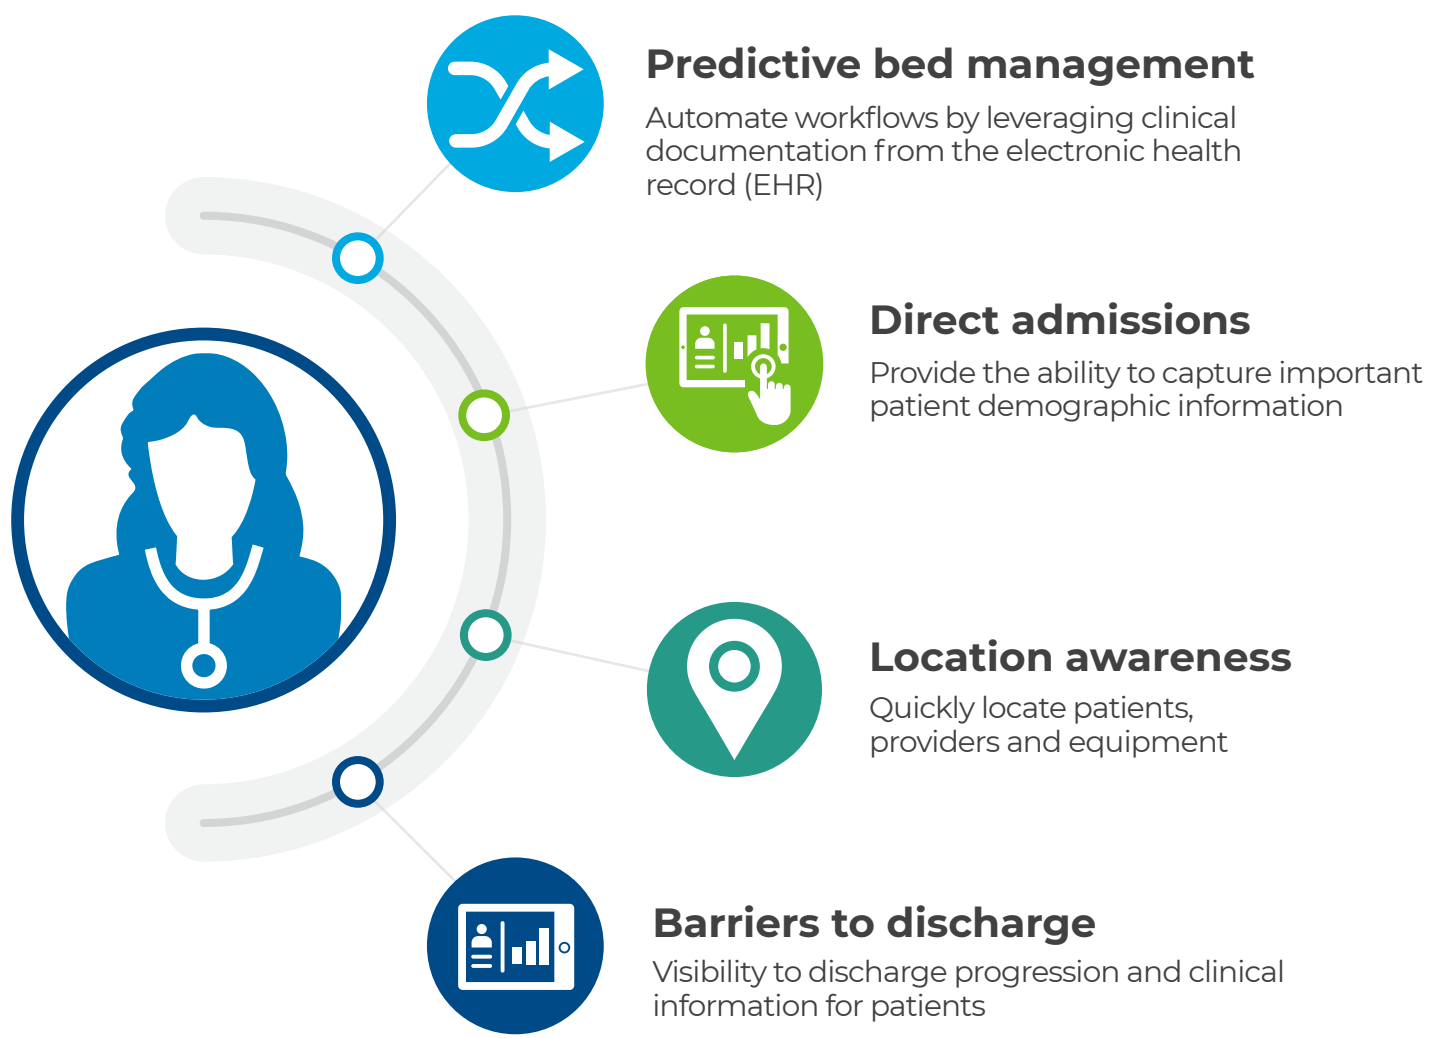 Predictive bed management
Automate workflows by leveraging clinical
documentation from the electronic health
record (EHR)
Direct admissions
Provide the ability to capture important
patient demographic information
Location awareness
Quickly locate patients,
providers and equipment
Barriers to discharge
Visibility to discharge progression and clinical
information for patients